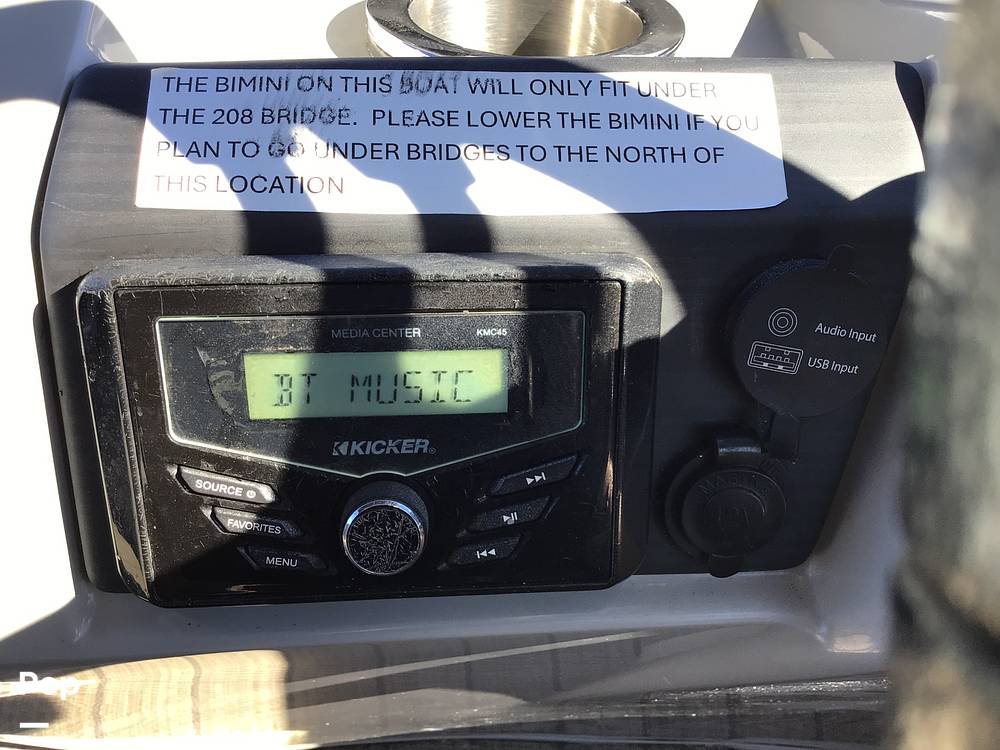 THE BIMINI ON THIS BOAT WILL ONLY FIT UNDER
THE 208 BRIDGE. PLEASE LOWER THE BIMINI IF YOU
PLAN TO GO UNDER BRIDGES TO THE NORTH OF
THIS LOCATION
MEDIA CENTER KMC45
BT MUSIC
KICKER®
SOURCE
FAVORITES
MENU
Audio Input
USB Input
12V
Pop